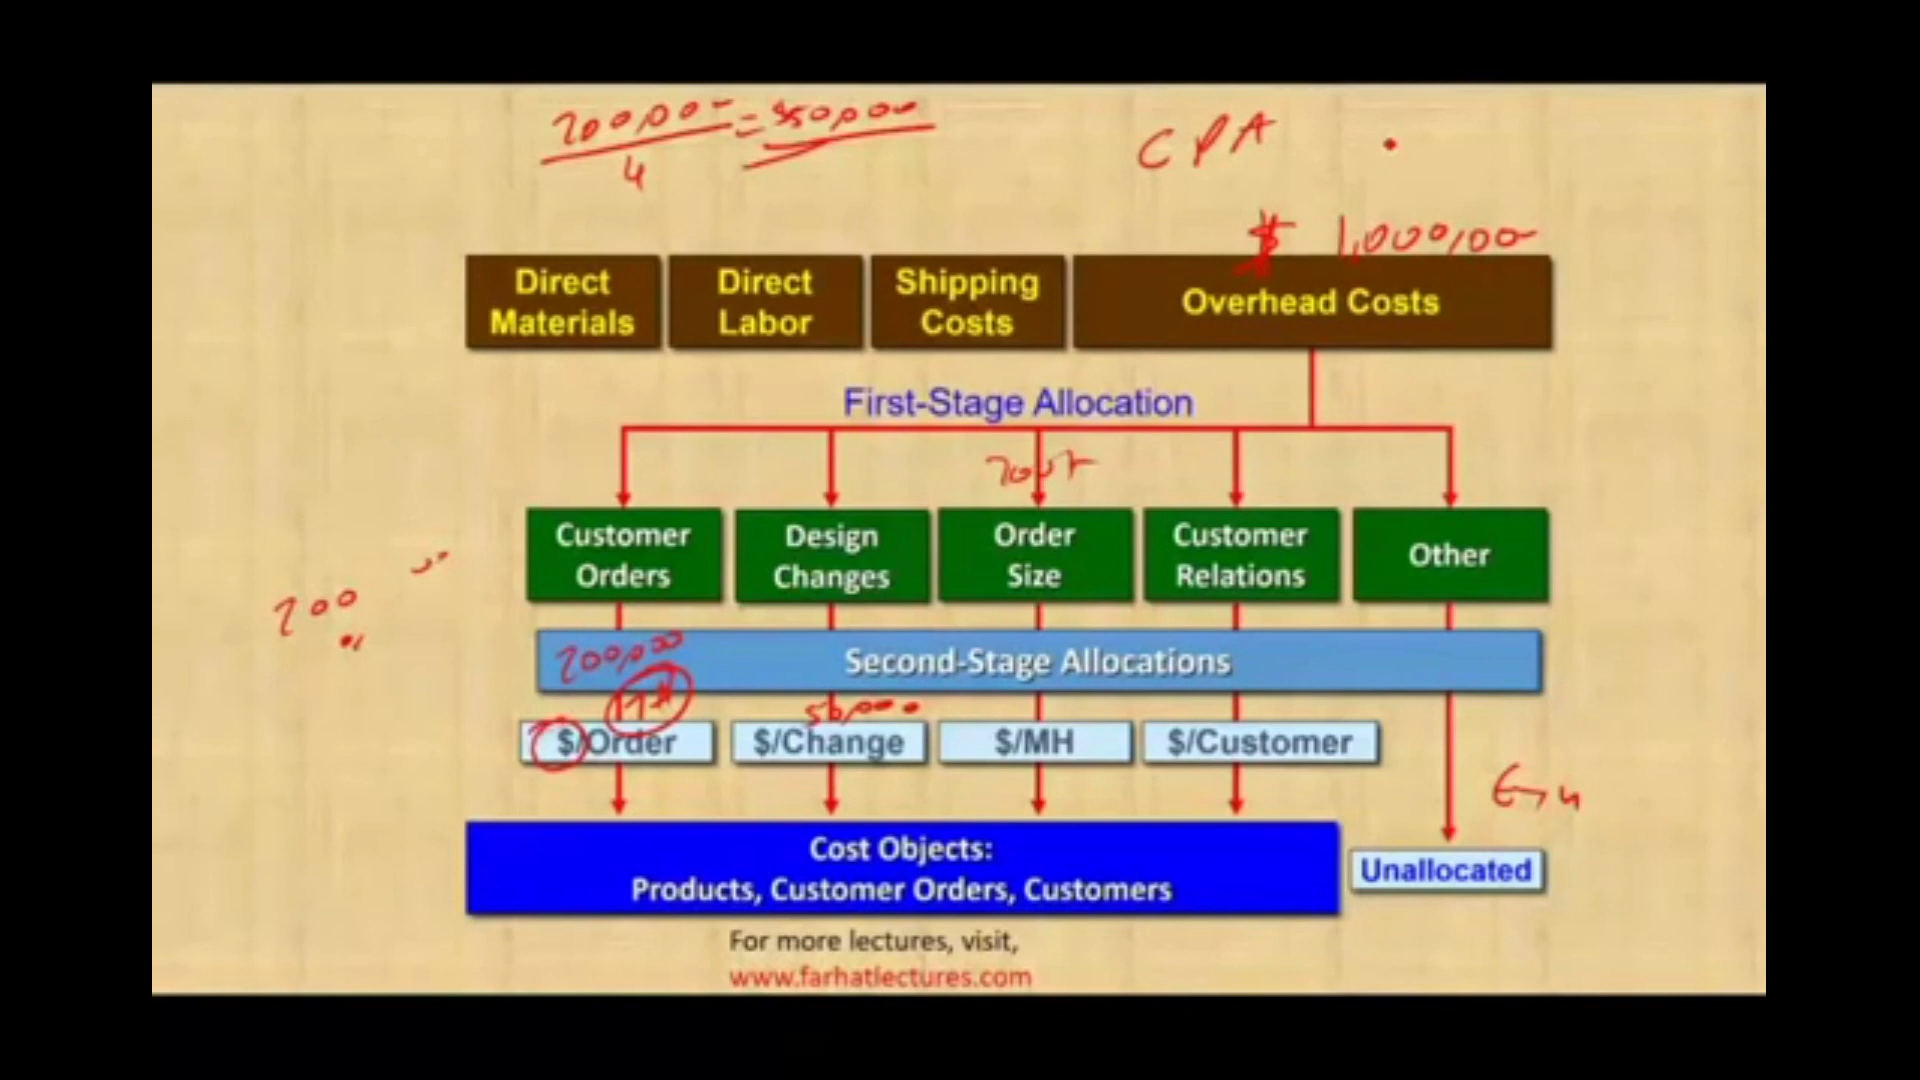 200,000 = 350,000
4
CPA
$ 1,000,00
Direct Materials
Direct Labor
Shipping Costs
Overhead Costs
First-Stage Allocation
Customer Orders
Design Changes
Order Size
Customer Relations
Other
200
200,000
Second-Stage Allocations
50,000
$/Order
$/Change
$/MH
$/Customer
Cost Objects:
Products, Customer Orders, Customers
Unallocated
For more lectures, visit,
www.farhatlectures.com